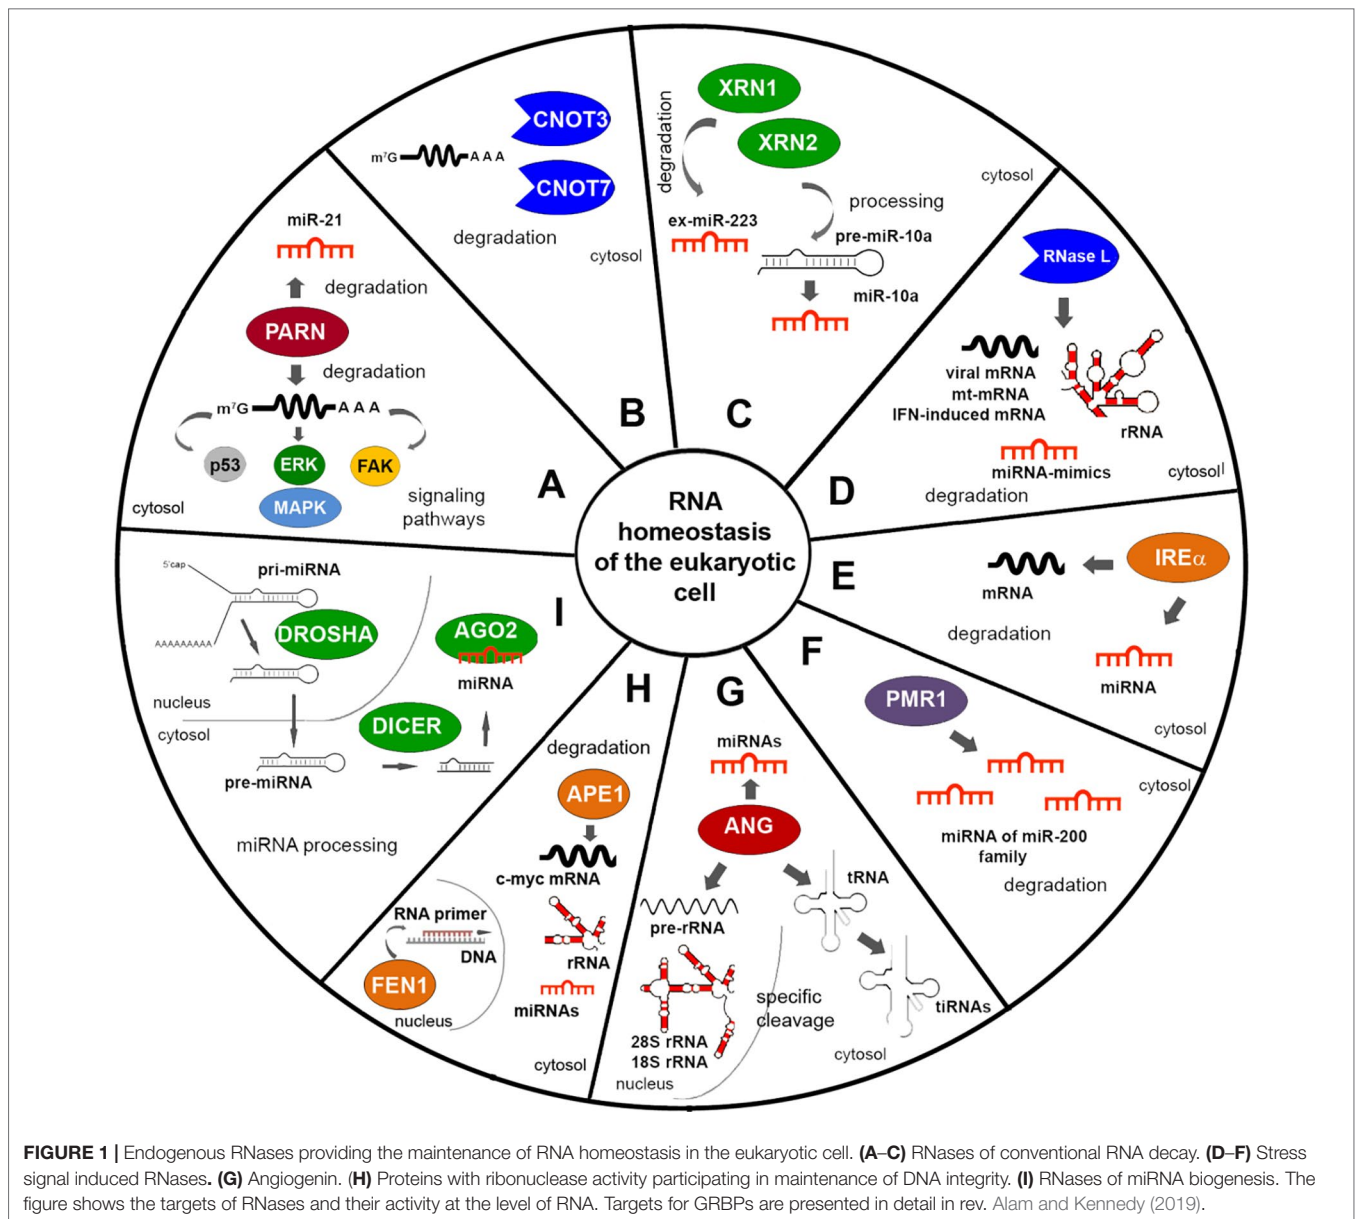 CNOT3
m⁷G
AAA
CNOT7
degradation
cytosol
B
XRN1
XRN2
degradation
cytosol
processing
ex-miR-223
pre-miR-10a
miR-10a
C
RNase L
viral mRNA
mt-mRNA
IFN-induced mRNA
rRNA
miRNA-mimics
cytosol
degradation
D
miR-21
degradation
PARN
degradation
m⁷G
AAA
p53
ERK
FAK
MAPK
signaling
pathways
cytosol
A
RNA
homeostasis
of the eukaryotic
cell
E
IREα
mRNA
degradation
miRNA
cytosol
F
PMR1
cytosol
miRNA of miR-200
family
degradation
G
miRNAs
ANG
tRNA
pre-rRNA
specific
cleavage
tiRNAs
28S rRNA
18S rRNA
nucleus
cytosol
H
degradation
APE1
c-myc mRNA
RNA primer
DNA
rRNA
FEN1
miRNAs
nucleus
cytosol
I
5'cap
pri-miRNA
DROSHA
AAAAAAAAA
AGO2
miRNA
nucleus
cytosol
DICER
pre-miRNA
miRNA processing
FIGURE 1 | Endogenous RNases providing the maintenance of RNA homeostasis in the eukaryotic cell. (A–C) RNases of conventional RNA decay. (D–F) Stress
signal induced RNases. (G) Angiogenin. (H) Proteins with ribonuclease activity participating in maintenance of DNA integrity. (I) RNases of miRNA biogenesis. The
figure shows the targets of RNases and their activity at the level of RNA. Targets for GRBPs are presented in detail in rev. Alam and Kennedy (2019).